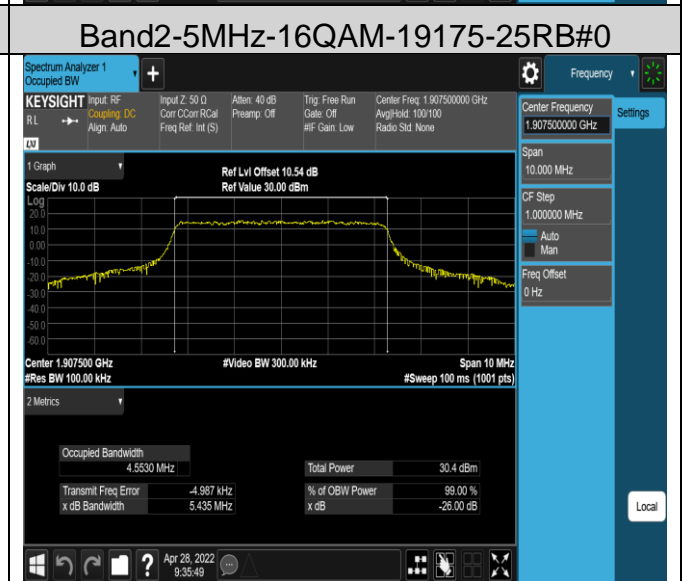 Band2-5MHz-16QAM-19175-25RB#0
Spectrum Analyzer 1
Occupied BW
+
Frequency
KEYSIGHT
RL
Input: RF
Coupling: DC
Align: Auto
Input Z: 50 Ω
Corr CCorr RCal
Freq Ref: Int (S)
Atten: 40 dB
Preamp: Off
Trig: Free Run
Gate: Off
#IF Gain: Low
Center Freq: 1.907500000 GHz
Avg|Hold: 100/100
Radio Std: None
Center Frequency
1.907500000 GHz
Settings
Span
10.000 MHz
CF Step
1.000000 MHz
Auto
Man
Freq Offset
0 Hz
1 Graph
Scale/Div 10.0 dB
Ref Lvl Offset 10.54 dB
Ref Value 30.00 dBm
Log
20.0
10.0
0.00
-10.0
-20.0
-30.0
-40.0
-50.0
-60.0
Center 1.907500 GHz
#Video BW 300.00 kHz
Span 10 MHz
#Res BW 100.00 kHz
#Sweep 100 ms (1001 pts)
2 Metrics
Occupied Bandwidth
4.5530 MHz
Total Power 30.4 dBm
Transmit Freq Error -4.987 kHz
% of OBW Power 99.00 %
x dB Bandwidth 5.435 MHz
x dB -26.00 dB
Local
?
Apr 28, 2022
9:35:49